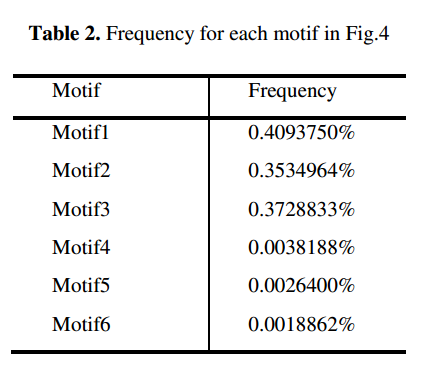 Table 2. Frequency for each motif in Fig.4
Motif Frequency
Motif1 0.4093750%
Motif2 0.3534964%
Motif3 0.3728833%
Motif4 0.0038188%
Motif5 0.0026400%
Motif6 0.0018862%